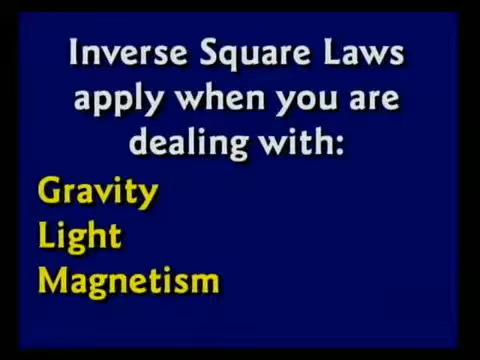 Inverse Square Laws
apply when you are
dealing with:
Gravity
Light
Magnetism